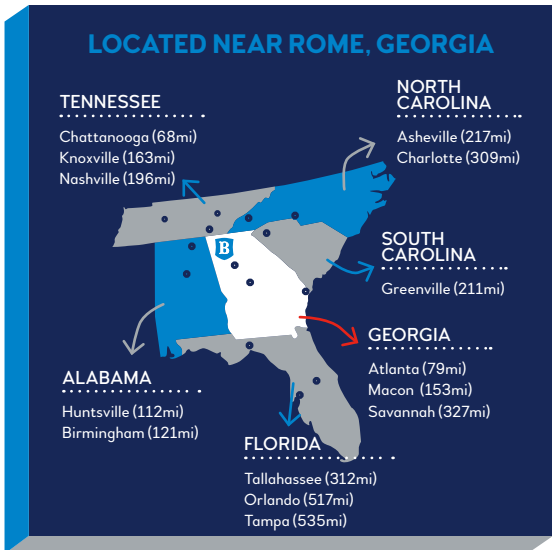 LOCATED NEAR ROME, GEORGIA
TENNESSEE
Chattanooga (68mi)
Knoxville (163mi)
Nashville (196mi)
NORTH
CAROLINA
Asheville (217mi)
Charlotte (309mi)
B
SOUTH
CAROLINA
Greenville (211mi)
GEORGIA
Atlanta (79mi)
Macon (153mi)
Savannah (327mi)
ALABAMA
Huntsville (112mi)
Birmingham (121mi)
FLORIDA
Tallahassee (312mi)
Orlando (517mi)
Tampa (535mi)